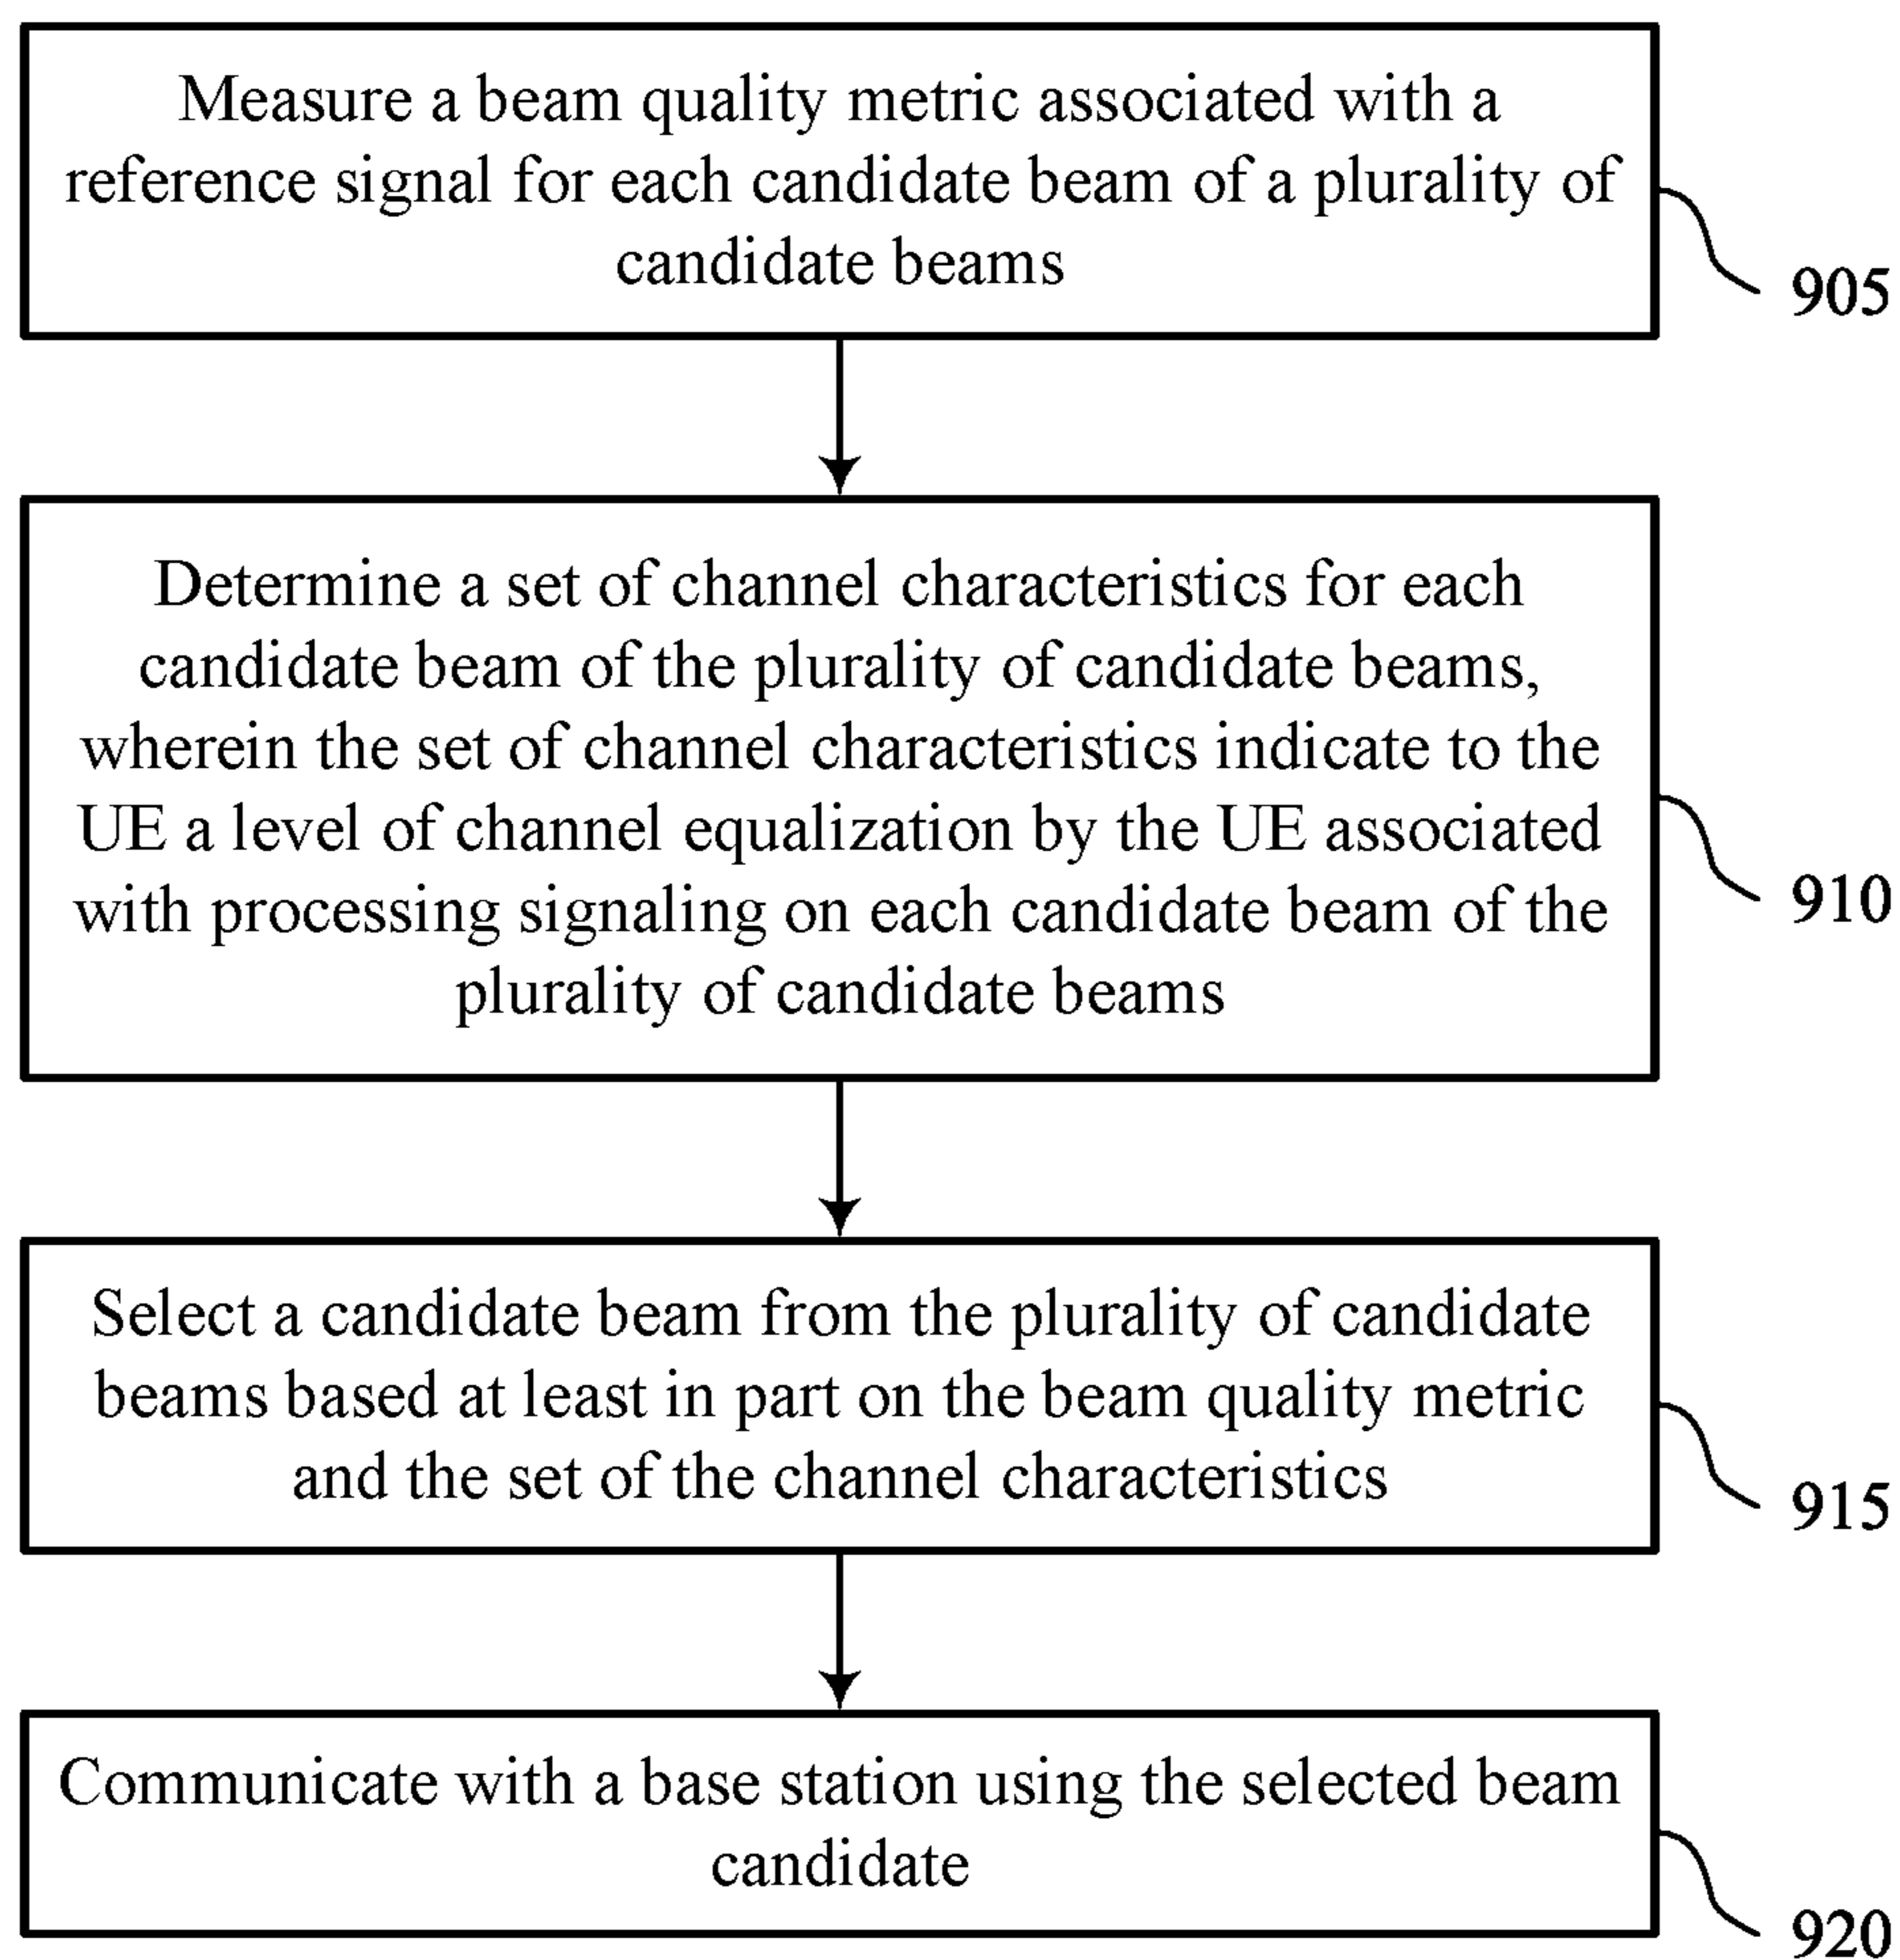 Measure a beam quality metric associated with a
reference signal for each candidate beam of a plurality of
candidate beams
905
Determine a set of channel characteristics for each
candidate beam of the plurality of candidate beams,
wherein the set of channel characteristics indicate to the
UE a level of channel equalization by the UE associated
with processing signaling on each candidate beam of the
plurality of candidate beams
910
Select a candidate beam from the plurality of candidate
beams based at least in part on the beam quality metric
and the set of the channel characteristics
915
Communicate with a base station using the selected beam
candidate
920